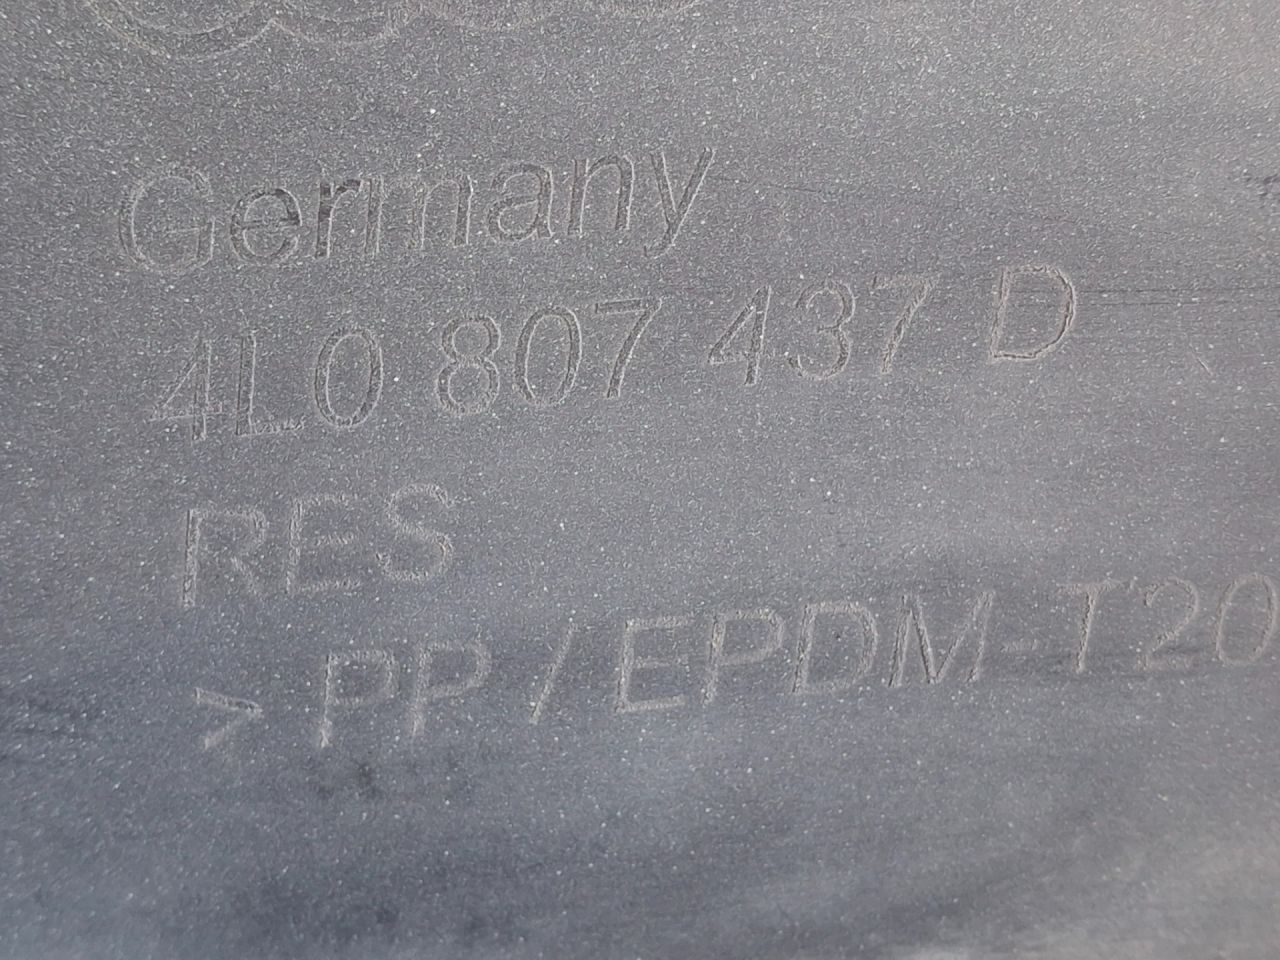 Germany
4L0 807 437 D
RES
>PP/EPDM-T20